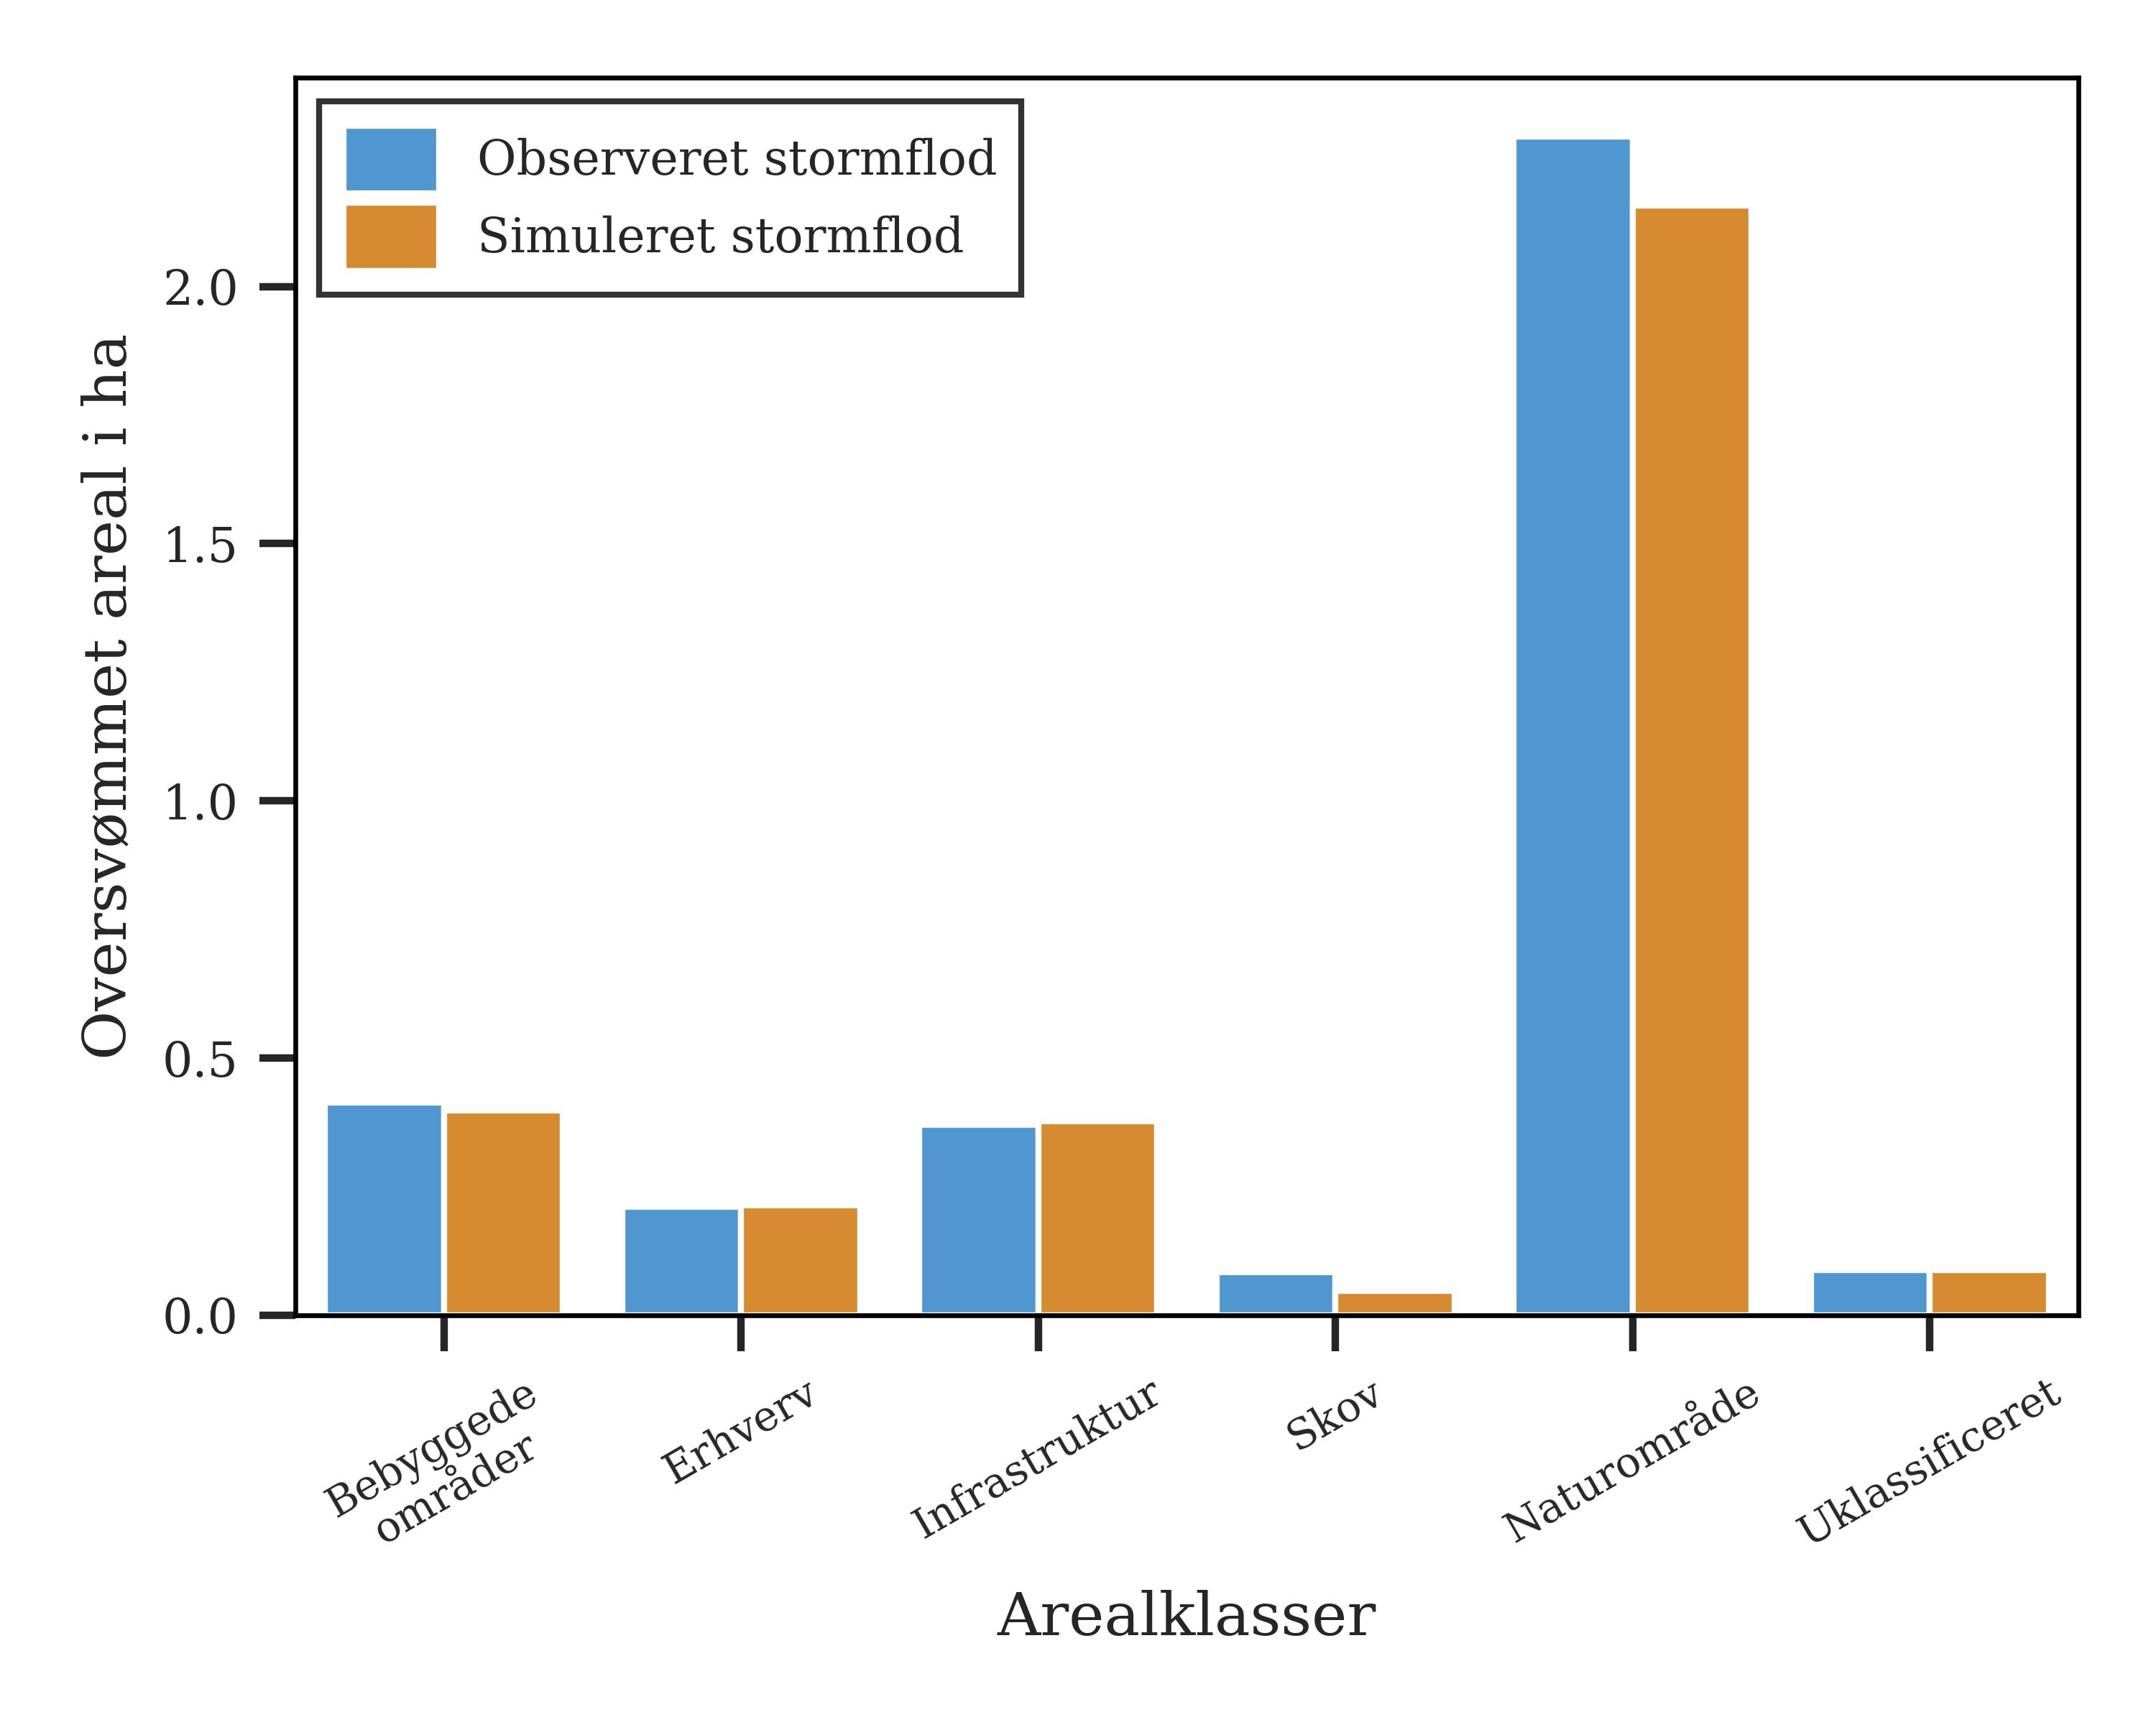 Observeret stormflod
Simuleret stormflod
Oversvømmet areal i ha
2.0
1.5
1.0
0.5
0.0
Bebyggede
områder
Erhverv
Infrastruktur
Skov
Naturområde
Uklassificeret
Arealklasser